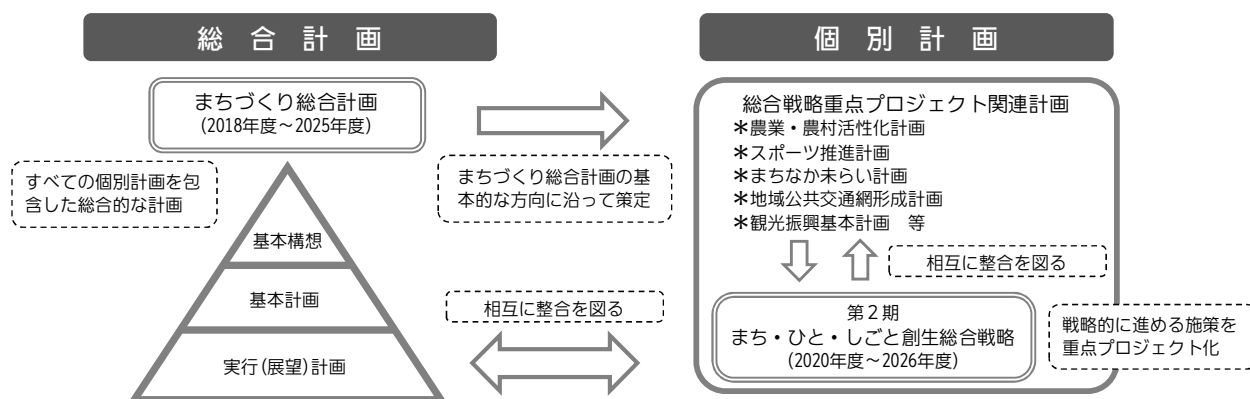 総合計画
まちづくり総合計画
(2018年度～2025年度)
すべての個別計画を包
含した総合的な計画
基本構想
基本計画
実行(展望)計画
まちづくり総合計画の基
本的な方向に沿って策定
相互に整合を図る
個別計画
総合戦略重点プロジェクト関連計画
＊農業・農村活性化計画
＊スポーツ推進計画
＊まちなか未らい計画
＊地域公共交通網形成計画
＊観光振興基本計画　等
相互に整合を図る
第２期
まち・ひと・しごと創生総合戦略
(2020年度～2026年度)
戦略的に進める施策を
重点プロジェクト化